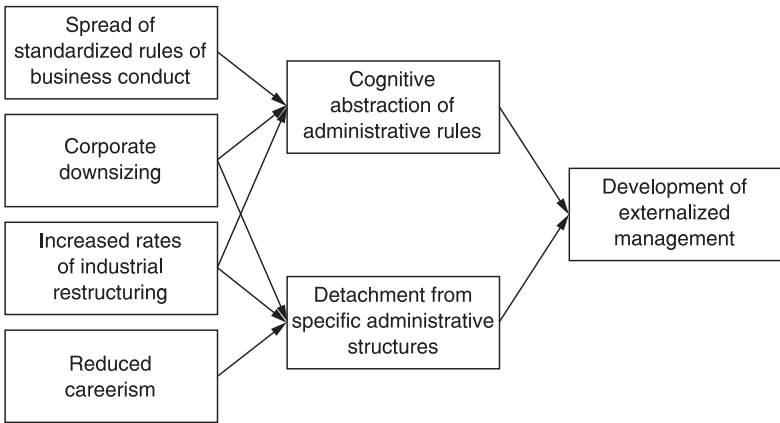 Spread of
standardized rules of
business conduct
Corporate
downsizing
Increased rates
of industrial
restructuring
Reduced
careerism
Cognitive
abstraction of
administrative rules
Detachment from
specific administrative
structures
Development of
externalized
management